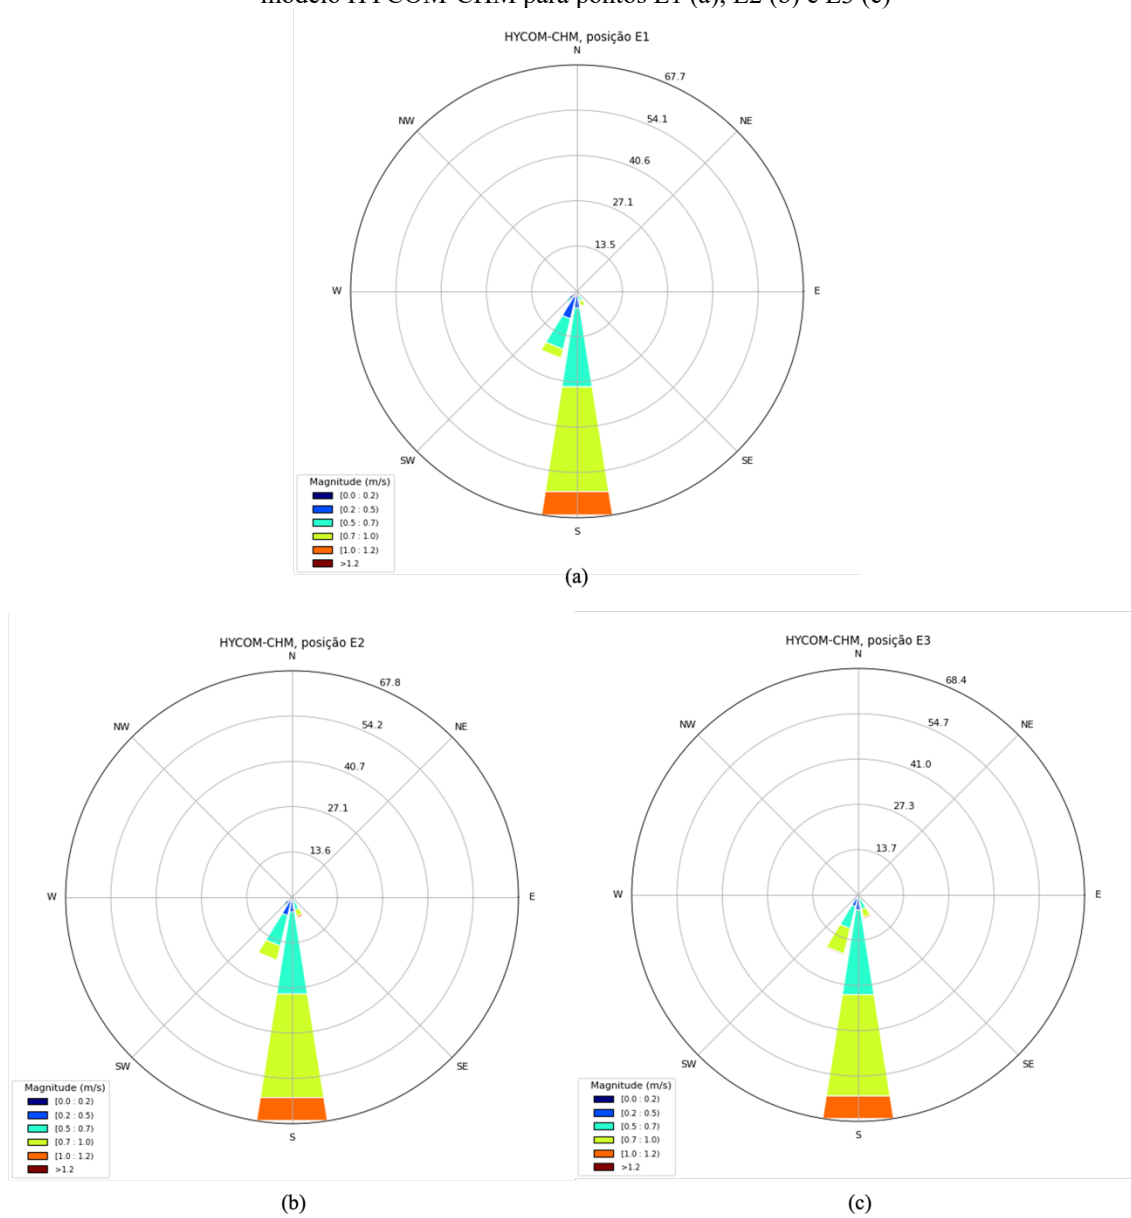 modelo HYCOM-CHM para pontos E1 (a), E2 (b) e E3 (c)
HYCOM-CHM, posição E1
N
67.7
NW
54.1
NE
40.6
27.1
13.5
W
E
SW
SE
S
Magnitude (m/s)
[0.0 : 0.2)
[0.2 : 0.5)
[0.5 : 0.7)
[0.7 : 1.0)
[1.0 : 1.2)
>1.2
(a)
HYCOM-CHM, posição E2
N
67.8
NW
54.2
NE
40.7
27.1
13.6
W
E
SW
SE
S
Magnitude (m/s)
[0.0 : 0.2)
[0.2 : 0.5)
[0.5 : 0.7)
[0.7 : 1.0)
[1.0 : 1.2)
>1.2
(b)
HYCOM-CHM, posição E3
N
68.4
NW
54.7
NE
41.0
27.3
13.7
W
E
SW
SE
S
Magnitude (m/s)
[0.0 : 0.2)
[0.2 : 0.5)
[0.5 : 0.7)
[0.7 : 1.0)
[1.0 : 1.2)
>1.2
(c)